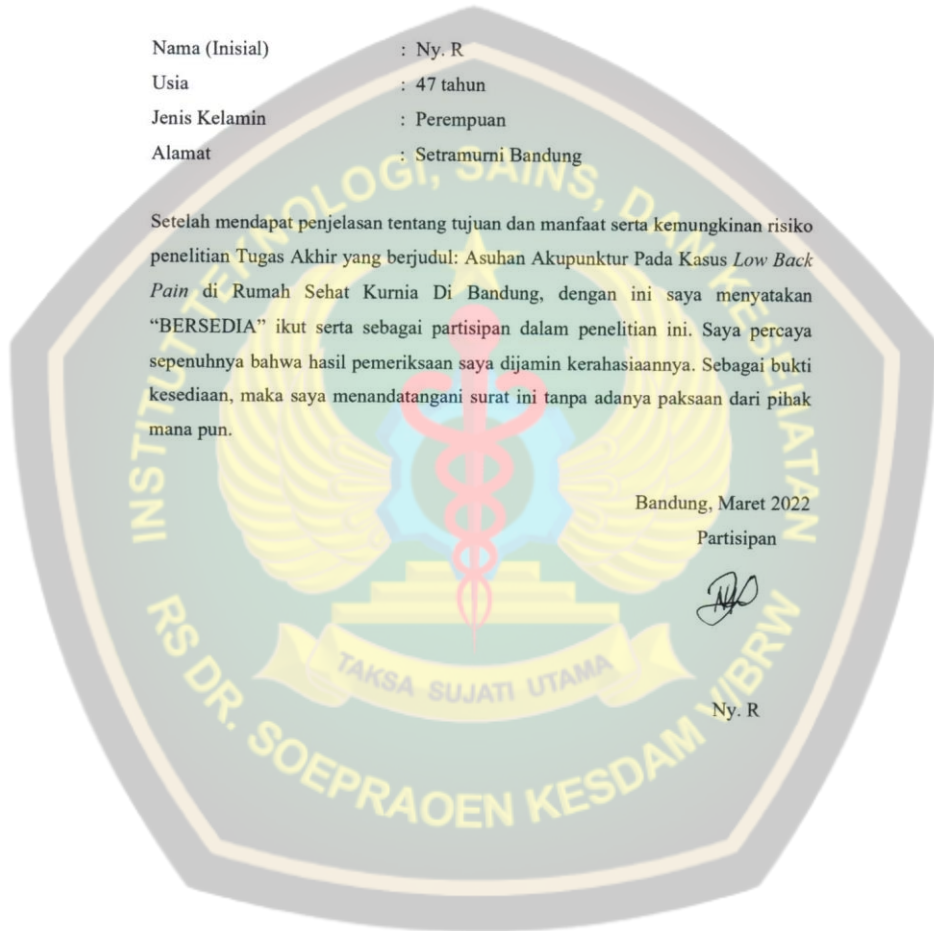 Nama (Inisial) : Ny. R
Usia : 47 tahun
Jenis Kelamin : Perempuan
Alamat : Setramurni Bandung
Setelah mendapat penjelasan tentang tujuan dan manfaat serta kemungkinan risiko
penelitian Tugas Akhir yang berjudul: Asuhan Akupunktur Pada Kasus Low Back
Pain di Rumah Sehat Kurnia Di Bandung, dengan ini saya menyatakan
“BERSEDIA” ikut serta sebagai partisipan dalam penelitian ini. Saya percaya
sepenuhnya bahwa hasil pemeriksaan saya dijamin kerahasiaannya. Sebagai bukti
kesediaan, maka saya menandatangani surat ini tanpa adanya paksaan dari pihak
mana pun.
Bandung, Maret 2022
Partisipan
Ny. R
INSTITUT TEKNOLOGI, SAINS, DAN KESEHATAN
RS DR. SOEPRAOEN KESDAM V/BRW
TAKSA SUJATI UTAMA